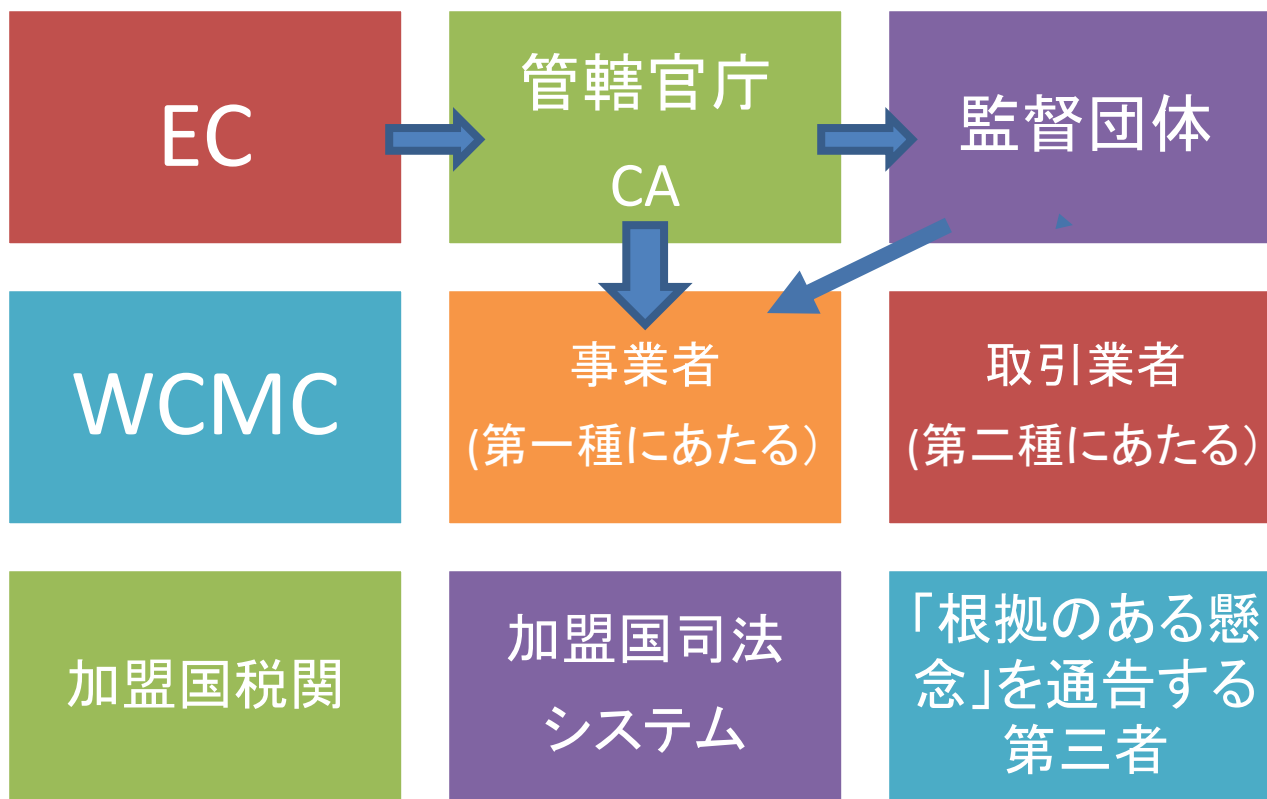 EC
管轄官庁
CA
監督団体
WCMC
事業者
(第一種にあたる）
取引業者
(第二種にあたる）
加盟国税関
加盟国司法
システム
「根拠のある懸
念」を通告する
第三者